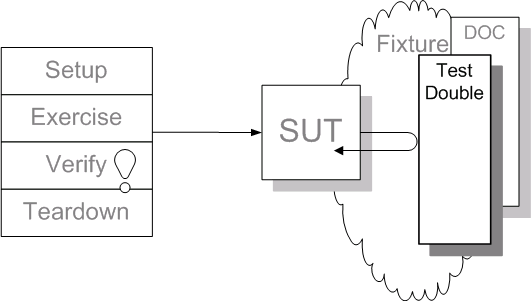 Setup
Exercise
Verify
Teardown
SUT
Fixture
DOC
Test
Double